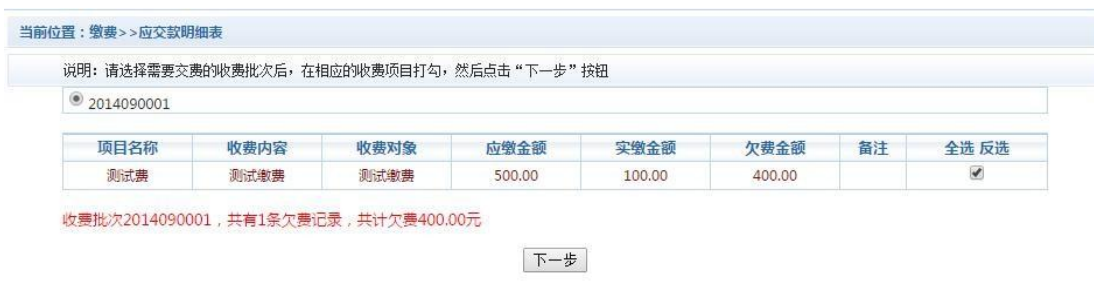 当前位置：缴费>>应交款明细表
说明：请选择需要交费的收费批次后，在相应的收费项目打勾，然后点击“下一步”按钮
2014090001
项目名称 收费内容 收费对象 应缴金额 实缴金额 欠费金额 备注 全选 反选
测试费 测试缴费 测试缴费 500.00 100.00 400.00
收费批次2014090001，共有1条欠费记录，共计欠费400.00元
下一步